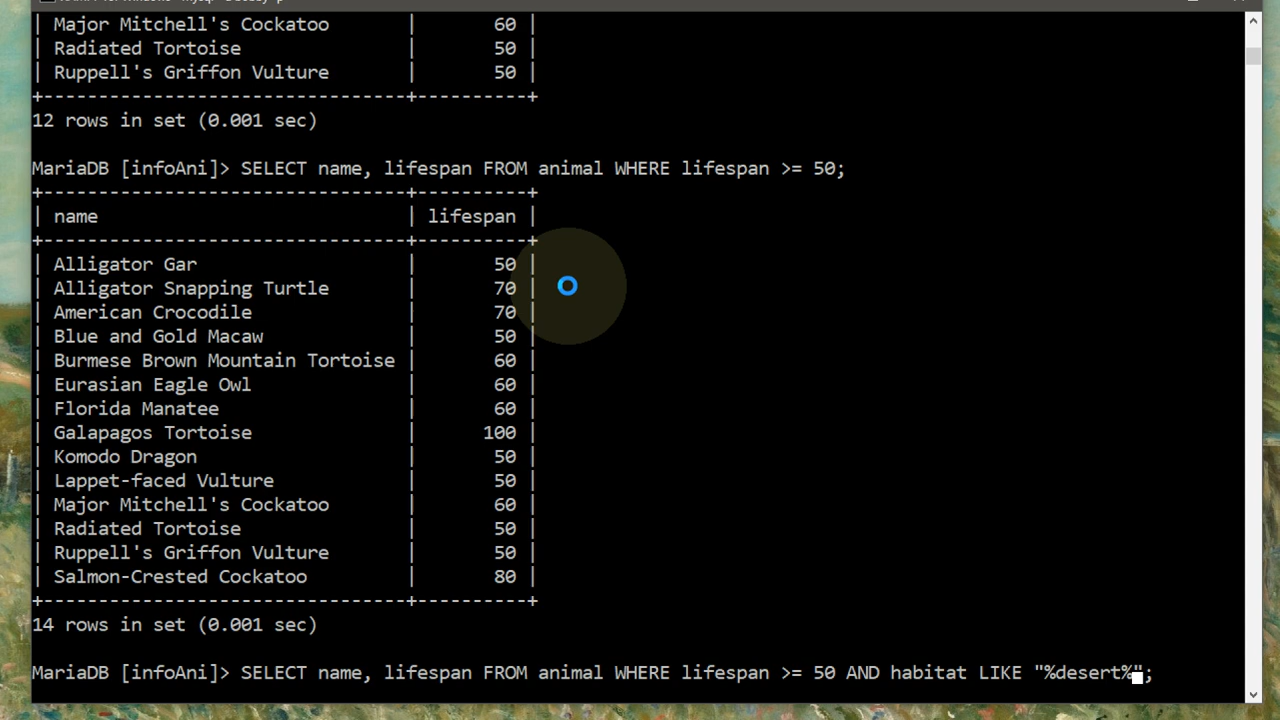 | Major Mitchell's Cockatoo       |       60 |
| Radiated Tortoise               |       50 |
| Ruppell's Griffon Vulture       |       50 |
+---------------------------------+----------+
12 rows in set (0.001 sec)
MariaDB [infoAni]> SELECT name, lifespan FROM animal WHERE lifespan >= 50;
+---------------------------------+----------+
| name                            | lifespan |
+---------------------------------+----------+
| Alligator Gar                   |       50 |
| Alligator Snapping Turtle       |       70 |
| American Crocodile              |       70 |
| Blue and Gold Macaw             |       50 |
| Burmese Brown Mountain Tortoise |       60 |
| Eurasian Eagle Owl              |       60 |
| Florida Manatee                 |       60 |
| Galapagos Tortoise              |      100 |
| Komodo Dragon                   |       50 |
| Lappet-faced Vulture            |       50 |
| Major Mitchell's Cockatoo       |       60 |
| Radiated Tortoise               |       50 |
| Ruppell's Griffon Vulture       |       50 |
| Salmon-Crested Cockatoo         |       80 |
+---------------------------------+----------+
14 rows in set (0.001 sec)
MariaDB [infoAni]> SELECT name, lifespan FROM animal WHERE lifespan >= 50 AND habitat LIKE "%desert%";